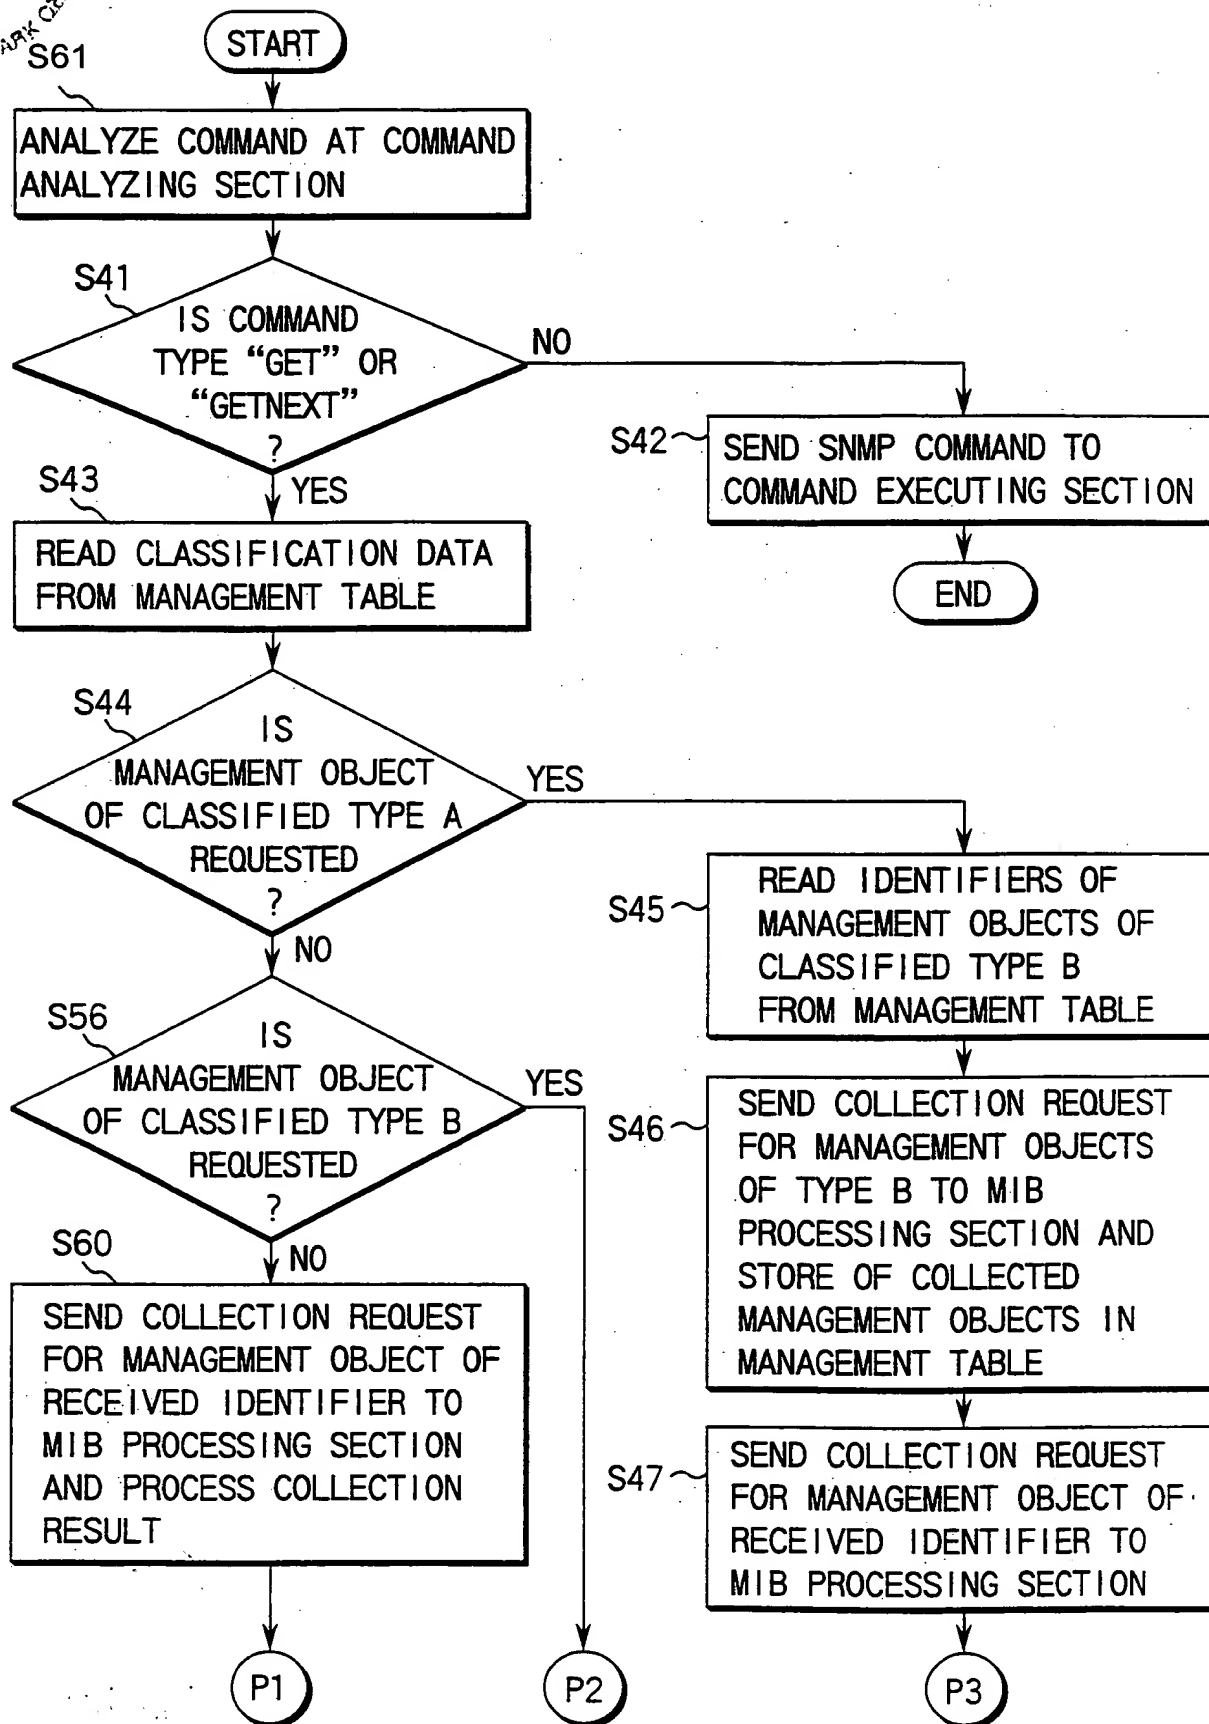 START
S61
ANALYZE COMMAND AT COMMAND
ANALYZING SECTION
S41
IS COMMAND
TYPE “GET” OR
“GETNEXT”
?
NO
YES
S42
SEND SNMP COMMAND TO
COMMAND EXECUTING SECTION
END
S43
READ CLASSIFICATION DATA
FROM MANAGEMENT TABLE
S44
IS
MANAGEMENT OBJECT
OF CLASSIFIED TYPE A
REQUESTED
?
YES
NO
S45
READ IDENTIFIERS OF
MANAGEMENT OBJECTS OF
CLASSIFIED TYPE B
FROM MANAGEMENT TABLE
S56
IS
MANAGEMENT OBJECT
OF CLASSIFIED TYPE B
REQUESTED
?
YES
NO
S46
SEND COLLECTION REQUEST
FOR MANAGEMENT OBJECTS
OF TYPE B TO MIB
PROCESSING SECTION AND
STORE OF COLLECTED
MANAGEMENT OBJECTS IN
MANAGEMENT TABLE
S60
SEND COLLECTION REQUEST
FOR MANAGEMENT OBJECT OF
RECEIVED IDENTIFIER TO
MIB PROCESSING SECTION
AND PROCESS COLLECTION
RESULT
S47
SEND COLLECTION REQUEST
FOR MANAGEMENT OBJECT OF
RECEIVED IDENTIFIER TO
MIB PROCESSING SECTION
P1
P2
P3